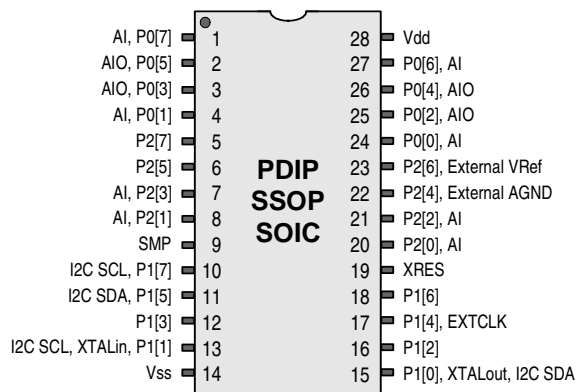 AI, P0[7] 1 28 Vdd
AIO, P0[5] 2 27 P0[6], AI
AIO, P0[3] 3 26 P0[4], AIO
AI, P0[1] 4 25 P0[2], AIO
P2[7] 5 24 P0[0], AI
P2[5] 6 PDIP 23 P2[6], External VRef
AI, P2[3] 7 SSOP 22 P2[4], External AGND
AI, P2[1] 8 SOIC 21 P2[2], AI
SMP 9 20 P2[0], AI
I2C SCL, P1[7] 10 19 XRES
I2C SDA, P1[5] 11 18 P1[6]
P1[3] 12 17 P1[4], EXTCLK
I2C SCL, XTALin, P1[1] 13 16 P1[2]
Vss 14 15 P1[0], XTALout, I2C SDA